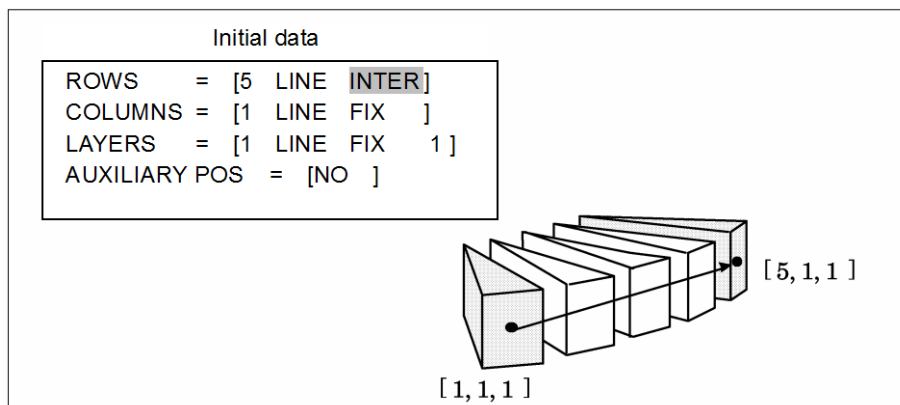 Initial data
ROWS = [5 LINE INTER]
COLUMNS = [1 LINE FIX ]
LAYERS = [1 LINE FIX 1 ]
AUXILIARY POS = [NO ]
[ 5, 1, 1 ]
[ 1, 1, 1 ]